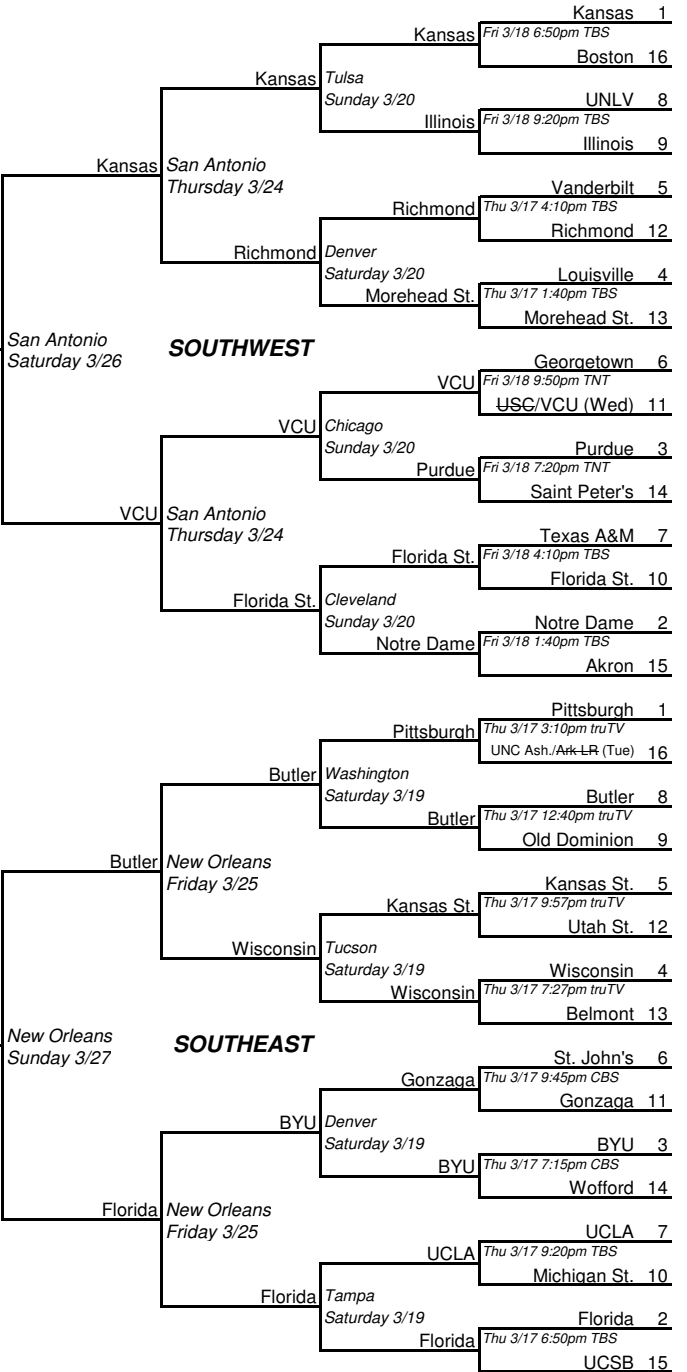 Kansas 1
Kansas Fri 3/18 6:50pm TBS
Boston 16
Kansas Tulsa
Sunday 3/20
UNLV 8
Illinois Fri 3/18 9:20pm TBS
Illinois 9
Kansas San Antonio
Thursday 3/24
Vanderbilt 5
Richmond Thu 3/17 4:10pm TBS
Richmond 12
Richmond Denver
Saturday 3/20
Louisville 4
Morehead St. Thu 3/17 1:40pm TBS
Morehead St. 13
San Antonio
Saturday 3/26
SOUTHWEST
Georgetown 6
VCU Fri 3/18 9:50pm TNT
USC/VCU (Wed) 11
VCU Chicago
Sunday 3/20
Purdue 3
Purdue Fri 3/18 7:20pm TNT
Saint Peter's 14
VCU San Antonio
Thursday 3/24
Texas A&M 7
Florida St. Fri 3/18 4:10pm TBS
Florida St. 10
Florida St. Cleveland
Sunday 3/20
Notre Dame 2
Notre Dame Fri 3/18 1:40pm TBS
Akron 15
Pittsburgh 1
Pittsburgh Thu 3/17 3:10pm truTV
UNC Ash./Ark LR (Tue) 16
Butler Washington
Saturday 3/19
Butler 8
Butler Thu 3/17 12:40pm truTV
Old Dominion 9
Butler New Orleans
Friday 3/25
Kansas St. 5
Kansas St. Thu 3/17 9:57pm truTV
Utah St. 12
Wisconsin Tucson
Saturday 3/19
Wisconsin 4
Wisconsin Thu 3/17 7:27pm truTV
Belmont 13
New Orleans
Sunday 3/27
SOUTHEAST
St. John's 6
Gonzaga Thu 3/17 9:45pm CBS
Gonzaga 11
BYU Denver
Saturday 3/19
BYU 3
BYU Thu 3/17 7:15pm CBS
Wofford 14
Florida New Orleans
Friday 3/25
UCLA 7
UCLA Thu 3/17 9:20pm TBS
Michigan St. 10
Florida Tampa
Saturday 3/19
Florida 2
Florida Thu 3/17 6:50pm TBS
UCSB 15